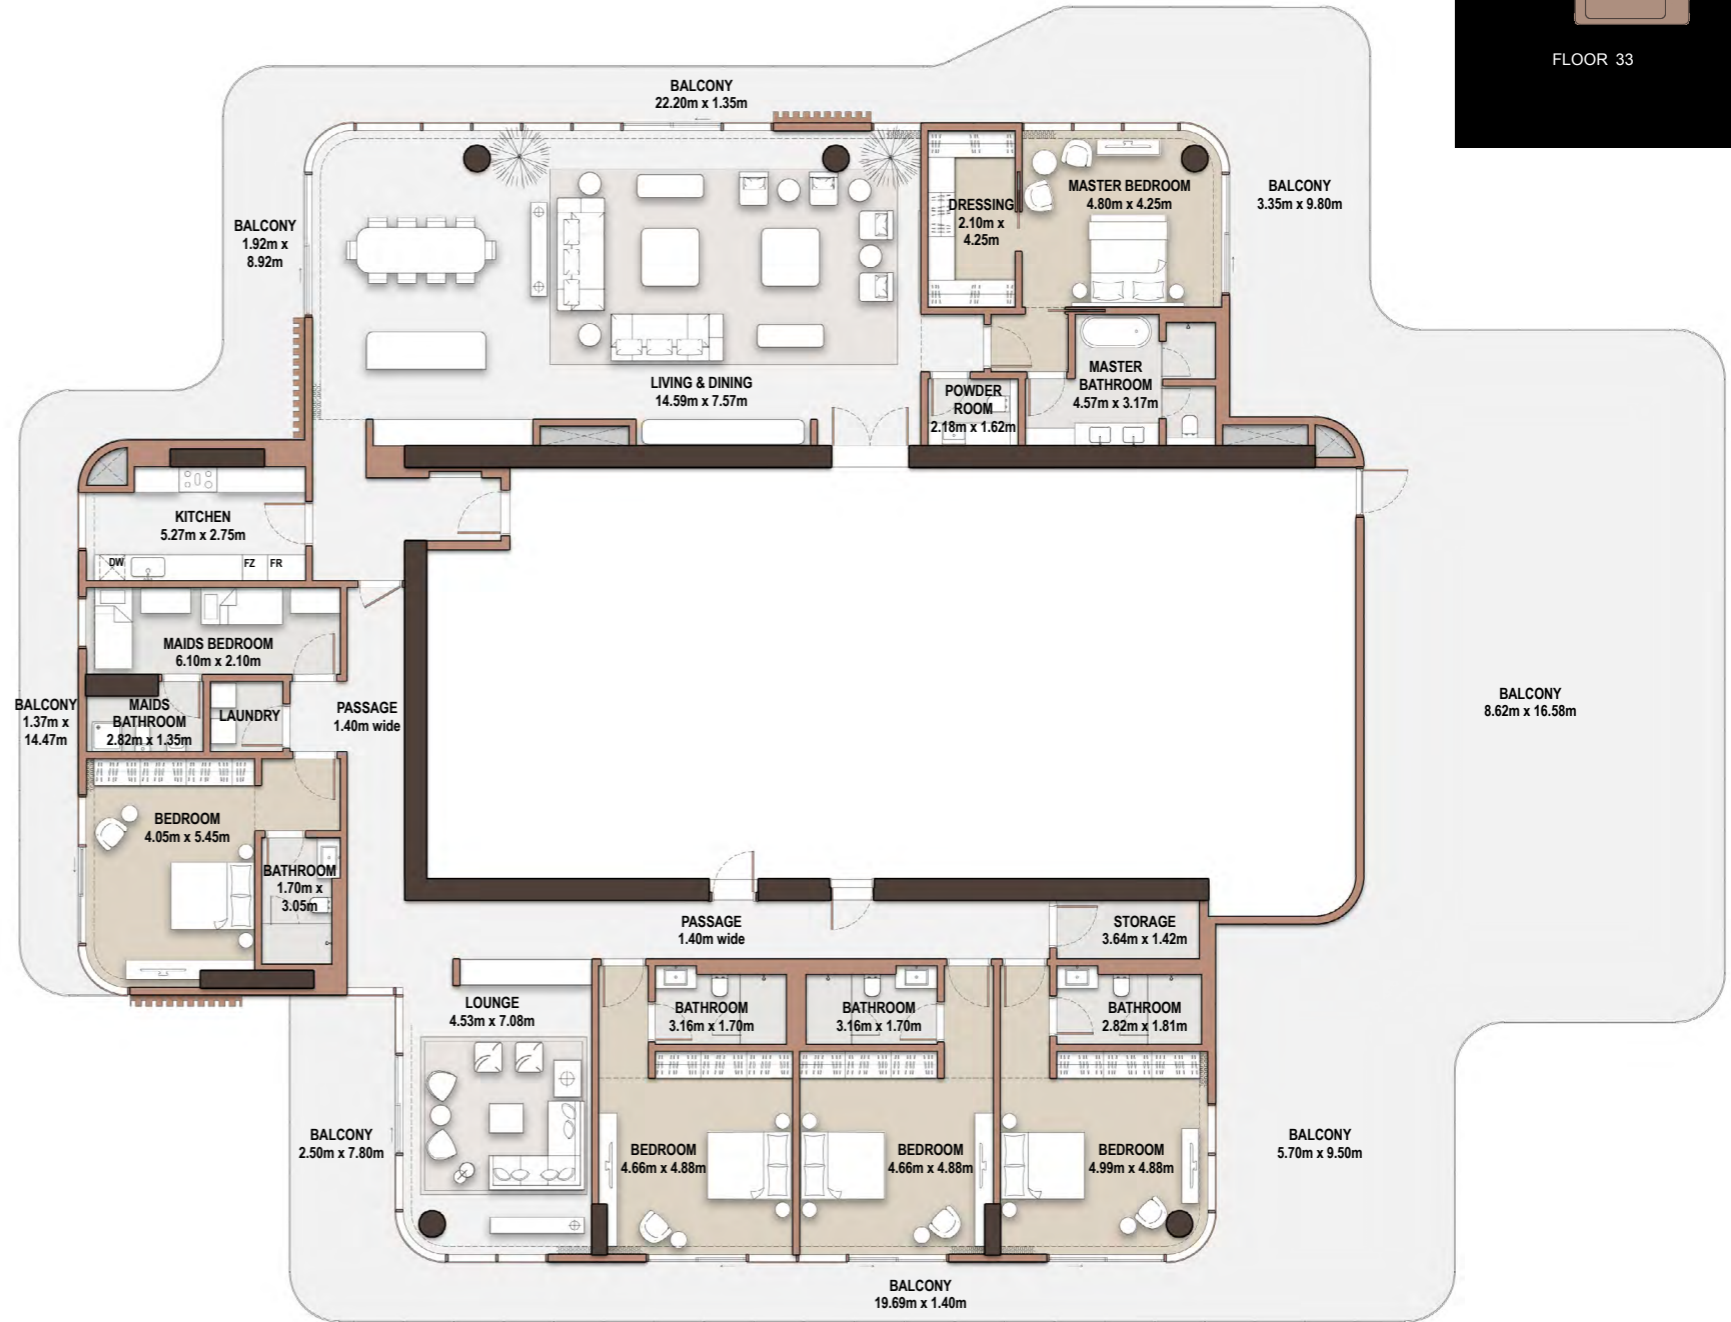 FLOOR 33
BALCONY
22.20m x 1.35m
MASTER BEDROOM
4.80m x 4.25m
BALCONY
3.35m x 9.80m
DRESSING
2.10m x
4.25m
BALCONY
1.92m x
8.92m
LIVING & DINING
14.59m x 7.57m
MASTER
BATHROOM
4.57m x 3.17m
POWDER
ROOM
2.18m x 1.62m
KITCHEN
5.27m x 2.75m
DW
FZ
FR
MAIDS BEDROOM
6.10m x 2.10m
BALCONY
1.37m x
14.47m
MAIDS
BATHROOM
2.82m x 1.35m
LAUNDRY
PASSAGE
1.40m wide
BALCONY
8.62m x 16.58m
BEDROOM
4.05m x 5.45m
BATHROOM
1.70m x
3.05m
PASSAGE
1.40m wide
STORAGE
3.64m x 1.42m
LOUNGE
4.53m x 7.08m
BATHROOM
3.16m x 1.70m
BATHROOM
3.16m x 1.70m
BATHROOM
2.82m x 1.81m
BALCONY
2.50m x 7.80m
BEDROOM
4.66m x 4.88m
BEDROOM
4.66m x 4.88m
BEDROOM
4.99m x 4.88m
BALCONY
5.70m x 9.50m
BALCONY
19.69m x 1.40m